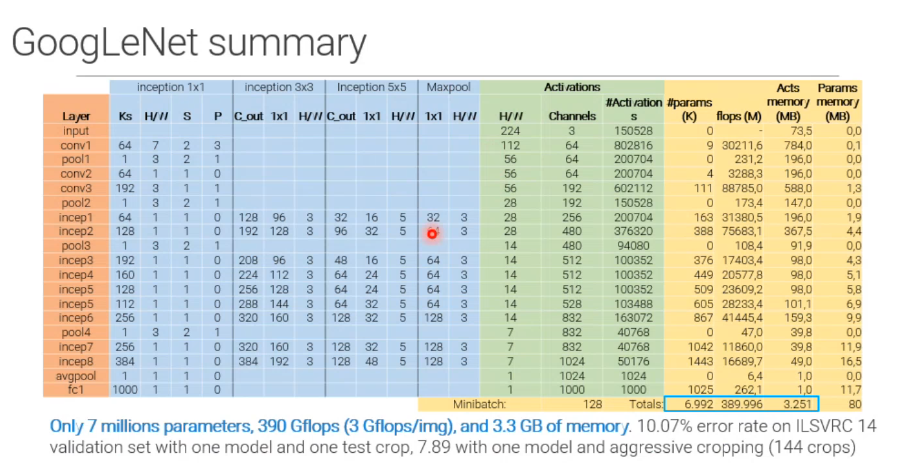 GoogLeNet summary
inception 1x1 inception 3x3 Inception 5x5 Maxpool Activations Acts Params
#Activation #params memory memory
Layer Ks H/W S P C_out 1x1 H/W C_out 1x1 H/W 1x1 H/W H/W Channels s (K) flops (M) (MB) (MB)
input 224 3 150528 0 - 73,5 0,0
conv1 64 7 2 3 112 64 802816 9 30211,6 784,0 0,1
pool1 1 3 2 1 56 64 200704 0 231,2 196,0 0,0
conv2 64 1 1 0 56 64 200704 4 3288,3 196,0 0,0
conv3 192 3 1 1 56 192 602112 111 88785,0 588,0 1,3
pool2 1 3 2 1 28 192 150528 0 173,4 147,0 0,0
incep1 64 1 1 0 128 96 3 32 16 5 32 3 28 256 200704 163 31380,5 196,0 1,9
incep2 128 1 1 0 192 128 3 96 32 5 3 28 480 376320 388 75683,1 367,5 4,4
pool3 1 3 2 1 14 480 94080 0 108,4 91,9 0,0
incep3 192 1 1 0 208 96 3 48 16 5 64 3 14 512 100352 376 17403,4 98,0 4,3
incep4 160 1 1 0 224 112 3 64 24 5 64 3 14 512 100352 449 20577,8 98,0 5,1
incep5 128 1 1 0 256 128 3 64 24 5 64 3 14 512 100352 509 23609,2 98,0 5,8
incep5 112 1 1 0 288 144 3 64 32 5 64 3 14 528 103488 605 28233,4 101,1 6,9
incep6 256 1 1 0 320 160 3 128 32 5 128 3 14 832 163072 867 41445,4 159,3 9,9
pool4 1 3 2 1 7 832 40768 0 47,0 39,8 0,0
incep7 256 1 1 0 320 160 3 128 32 5 128 3 7 832 40768 1042 11860,0 39,8 11,9
incep8 384 1 1 0 384 192 3 128 48 5 128 3 7 1024 50176 1443 16689,7 49,0 16,5
avgpool 1 1 1 0 1 1024 1024 0 6,4 1,0 0,0
fc1 1000 1 1 0 1 1000 1000 1025 262,1 1,0 11,7
Minibatch: 128 Totals: 6.992 389.996 3.251 80
Only 7 millions parameters, 390 Gflops (3 Gflops/img), and 3.3 GB of memory. 10.07% error rate on ILSVRC 14
validation set with one model and one test crop, 7.89 with one model and aggressive cropping (144 crops)